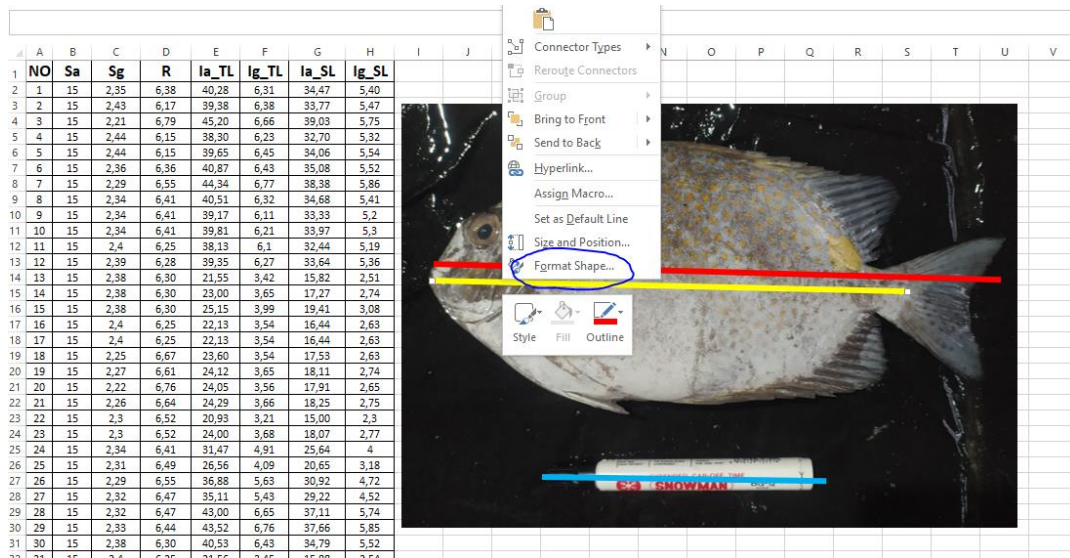 A B C D E F G H I J N O P Q R S T U V
1 NO Sa Sg R Ia_TL Ig_TL Ia_SL Ig_SL
2 1 15 2,35 6,38 40,28 6,31 34,47 5,40
3 2 15 2,43 6,17 39,38 6,38 33,77 5,47
4 3 15 2,21 6,79 45,20 6,66 39,03 5,75
5 4 15 2,44 6,15 38,30 6,23 32,70 5,32
6 5 15 2,44 6,15 39,65 6,45 34,06 5,54
7 6 15 2,36 6,36 40,87 6,43 35,08 5,52
8 7 15 2,29 6,55 44,34 6,77 38,38 5,86
9 8 15 2,34 6,41 40,51 6,32 34,68 5,41
10 9 15 2,34 6,41 39,17 6,11 33,33 5,2
11 10 15 2,34 6,41 39,81 6,21 33,97 5,3
12 11 15 2,4 6,25 38,13 6,1 32,44 5,19
13 12 15 2,39 6,28 39,35 6,27 33,64 5,36
14 13 15 2,38 6,30 21,55 3,42 15,82 2,51
15 14 15 2,38 6,30 23,00 3,65 17,27 2,74
16 15 15 2,38 6,30 25,15 3,99 19,41 3,08
17 16 15 2,4 6,25 22,13 3,54 16,44 2,63
18 17 15 2,4 6,25 22,13 3,54 16,44 2,63
19 18 15 2,25 6,67 23,60 3,54 17,53 2,63
20 19 15 2,27 6,61 24,12 3,65 18,11 2,74
21 20 15 2,22 6,76 24,05 3,56 17,91 2,65
22 21 15 2,26 6,64 24,29 3,66 18,25 2,75
23 22 15 2,3 6,52 20,93 3,21 15,00 2,3
24 23 15 2,3 6,52 24,00 3,68 18,07 2,77
25 24 15 2,34 6,41 31,47 4,91 25,64 4
26 25 15 2,31 6,49 26,56 4,09 20,65 3,18
27 26 15 2,29 6,55 36,88 5,63 30,92 4,72
28 27 15 2,32 6,47 35,11 5,43 29,22 4,52
29 28 15 2,32 6,47 43,00 6,65 37,11 5,74
30 29 15 2,33 6,44 43,52 6,76 37,66 5,85
31 30 15 2,38 6,30 40,53 6,43 34,79 5,52
Connector Types
Reroute Connectors
Group
Bring to Front
Send to Back
Hyperlink...
Assign Macro...
Set as Default Line
Size and Position...
Format Shape...
Style Fill Outline
SNOWMAN